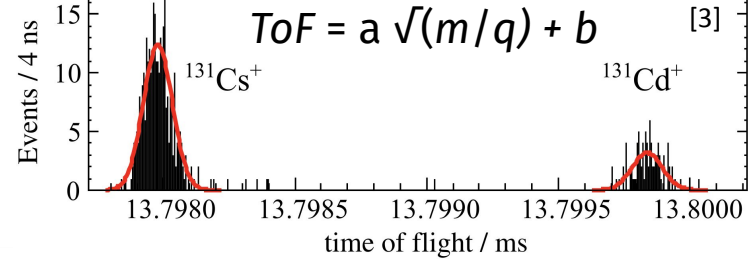 ToF = a √(m/q) + b
[3]
15
10
5
0
Events / 4 ns
¹³¹Cs⁺
¹³¹Cd⁺
13.7980 13.7985 13.7990 13.7995 13.8000
time of flight / ms